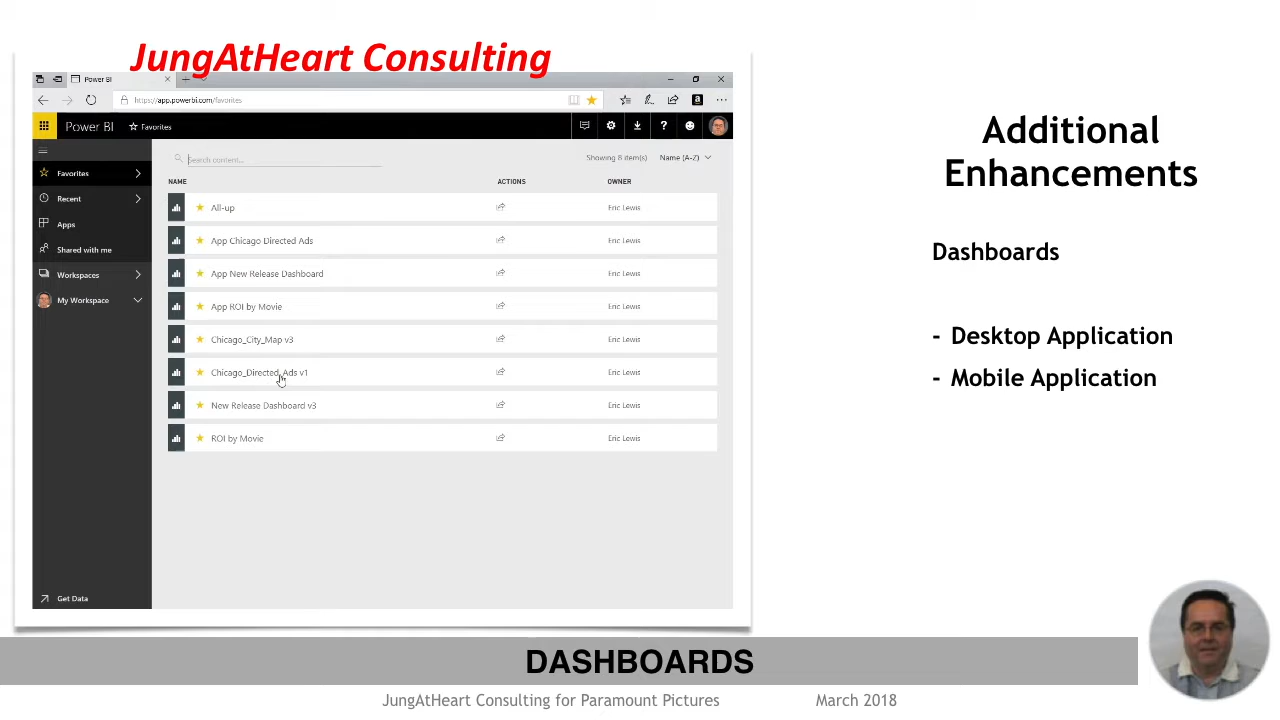 JungAtHeart Consulting
Power BI
https://app.powerbi.com/favorites
Power BI
Favorites
Search content...
Showing 8 item(s)
Name (A-Z)
Favorites
Recent
Apps
Shared with me
Workspaces
My Workspace
Get Data
NAME ACTIONS OWNER
All-up Eric Lewis
App Chicago Directed Ads Eric Lewis
App New Release Dashboard Eric Lewis
App ROI by Movie Eric Lewis
Chicago_City_Map v3 Eric Lewis
Chicago_Directed_Ads v1 Eric Lewis
New Release Dashboard v3 Eric Lewis
ROI by Movie Eric Lewis
Additional
Enhancements
Dashboards
- Desktop Application
- Mobile Application
DASHBOARDS
JungAtHeart Consulting for Paramount Pictures March 2018